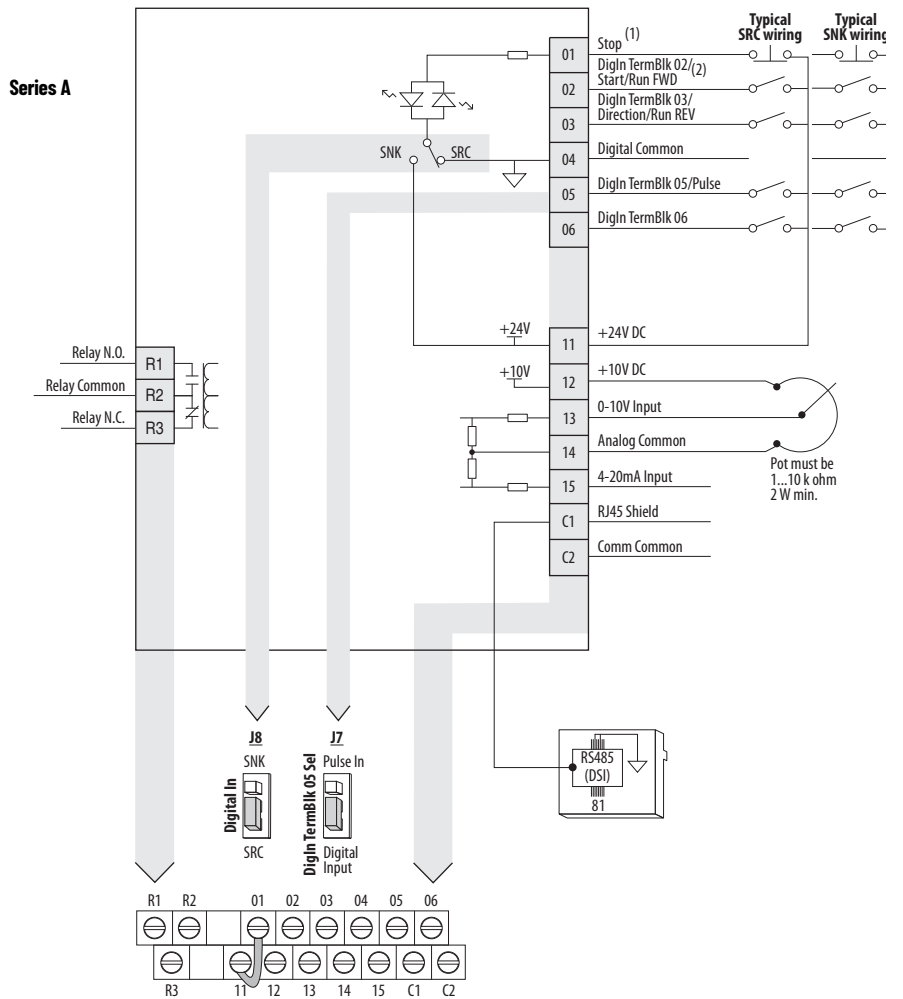 Series A
Typical
SRC wiring
Typical
SNK wiring
01
Stop (1)
02
DigIn TermBlk 02/(2)
Start/Run FWD
03
DigIn TermBlk 03/
Direction/Run REV
SNK
SRC
04
Digital Common
05
DigIn TermBlk 05/Pulse
06
DigIn TermBlk 06
+24V
11
+24V DC
+10V
12
+10V DC
13
0-10V Input
14
Analog Common
15
4-20mA Input
C1
RJ45 Shield
C2
Comm Common
Pot must be
1...10 k ohm
2 W min.
Relay N.O.
R1
Relay Common
R2
Relay N.C.
R3
J8
SNK
Digital In
SRC
J7
Pulse In
DigIn TermBlk 05 Sel
Digital
Input
RS485
(DSI)
81
R1 R2 01 02 03 04 05 06
R3 11 12 13 14 15 C1 C2